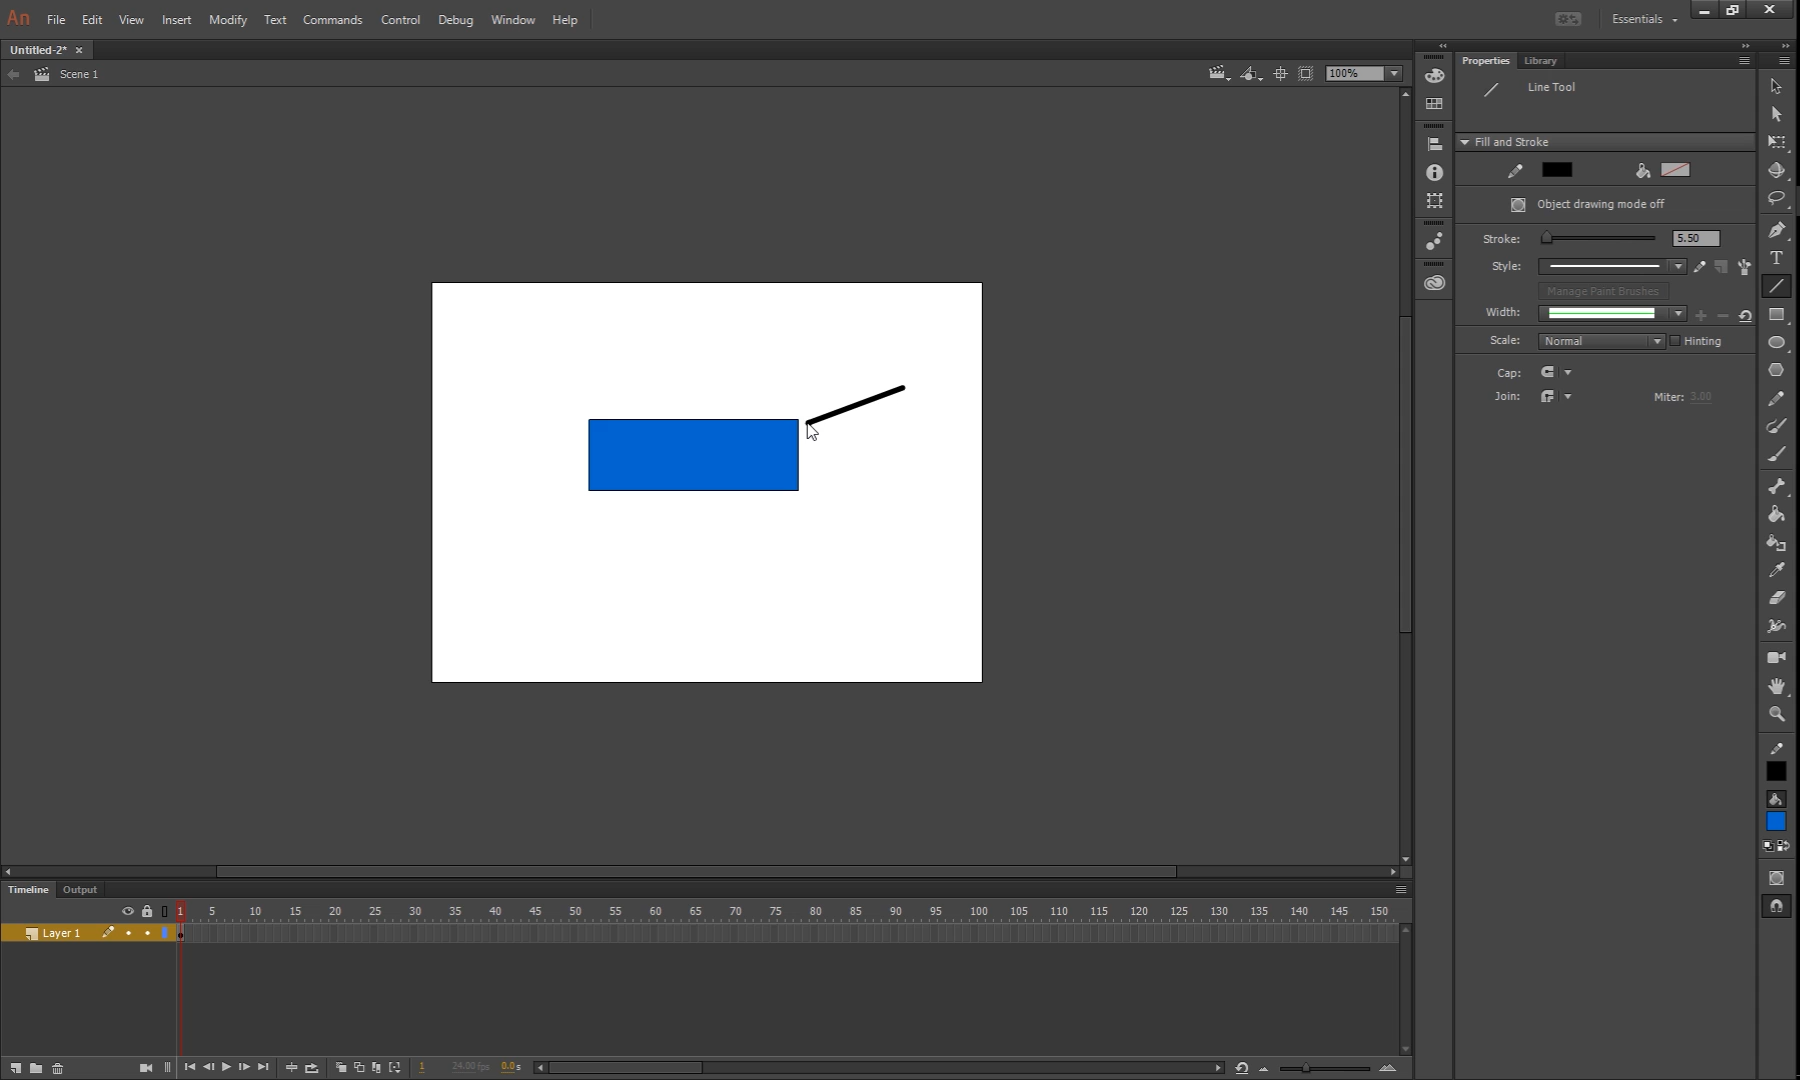 An File Edit View Insert Modify Text Commands Control Debug Window Help Essentials
Untitled-2* ×
Scene 1 100%
Properties Library
Line Tool
Fill and Stroke
Object drawing mode off
Stroke: 5.50
Style:
Manage Paint Brushes
Width:
Scale: Normal Hinting
Cap:
Join: Miter: 3.00
T
Timeline Output
1 5 10 15 20 25 30 35 40 45 50 55 60 65 70 75 80 85 90 95 100 105 110 115 120 125 130 135 140 145 150
Layer 1
1 24.00 fps 0.0 s